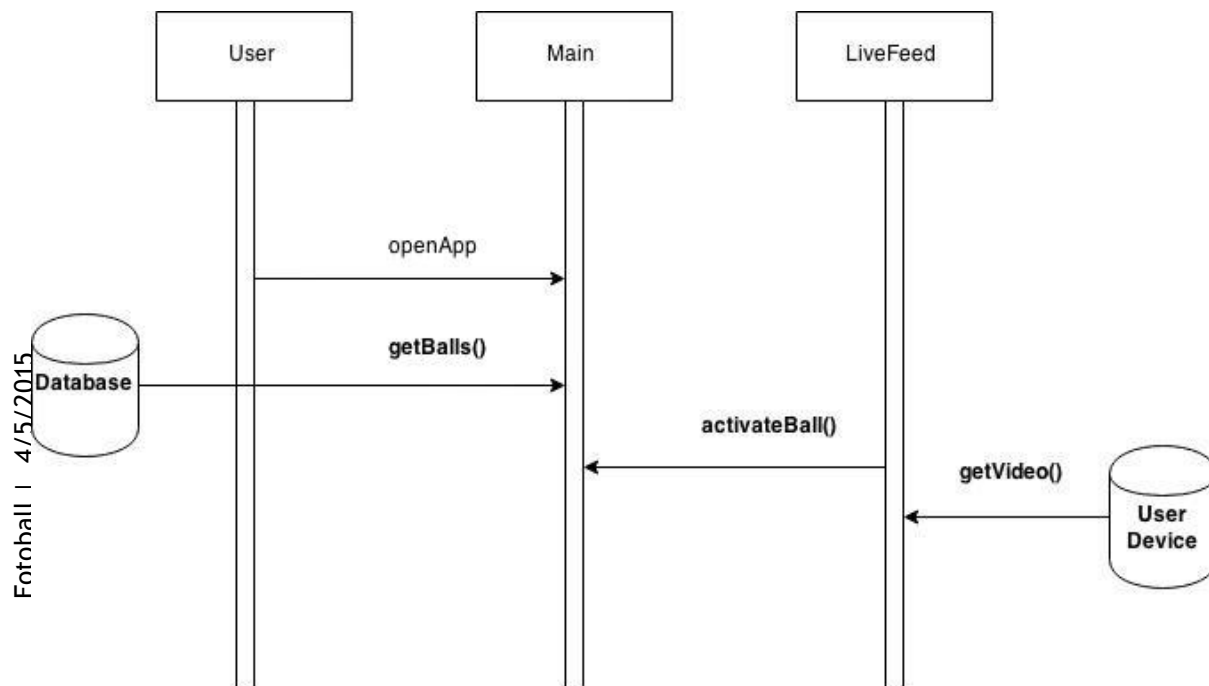 User
Main
LiveFeed
openApp
getBalls()
Database
activateBall()
getVideo()
User
Device
Fotoball | 4/5/2015